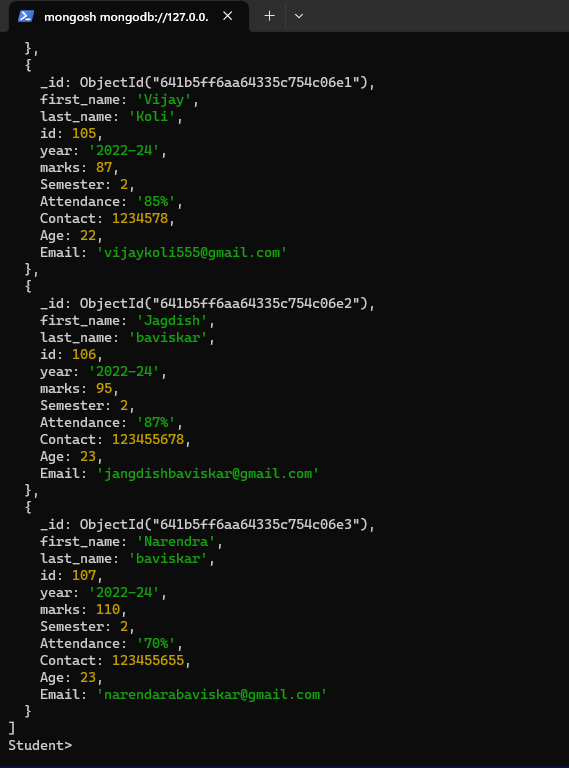 mongosh mongodb://127.0.0.
},
{
_id: ObjectId("641b5ff6aa64335c754c06e1"),
first_name: 'Vijay',
last_name: 'Koli',
id: 105,
year: '2022-24',
marks: 87,
Semester: 2,
Attendance: '85%',
Contact: 1234578,
Age: 22,
Email: 'vijaykoli555@gmail.com'
},
{
_id: ObjectId("641b5ff6aa64335c754c06e2"),
first_name: 'Jagdish',
last_name: 'baviskar',
id: 106,
year: '2022-24',
marks: 95,
Semester: 2,
Attendance: '87%',
Contact: 123455678,
Age: 23,
Email: 'jangdishbaviskar@gmail.com'
},
{
_id: ObjectId("641b5ff6aa64335c754c06e3"),
first_name: 'Narendra',
last_name: 'baviskar',
id: 107,
year: '2022-24',
marks: 110,
Semester: 2,
Attendance: '70%',
Contact: 123455655,
Age: 23,
Email: 'narendarabaviskar@gmail.com'
}
]
Student>